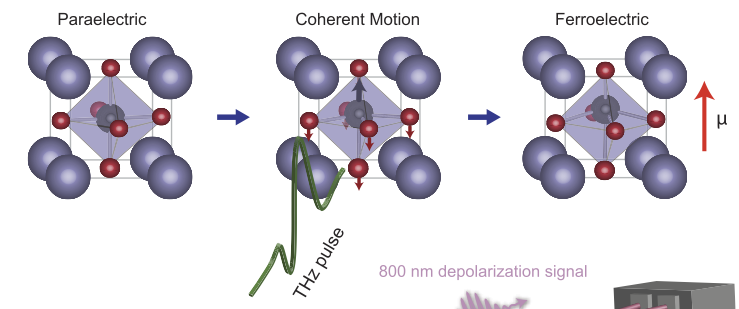 Paraelectric
Coherent Motion
Ferroelectric
μ
THz pulse
800 nm depolarization signal